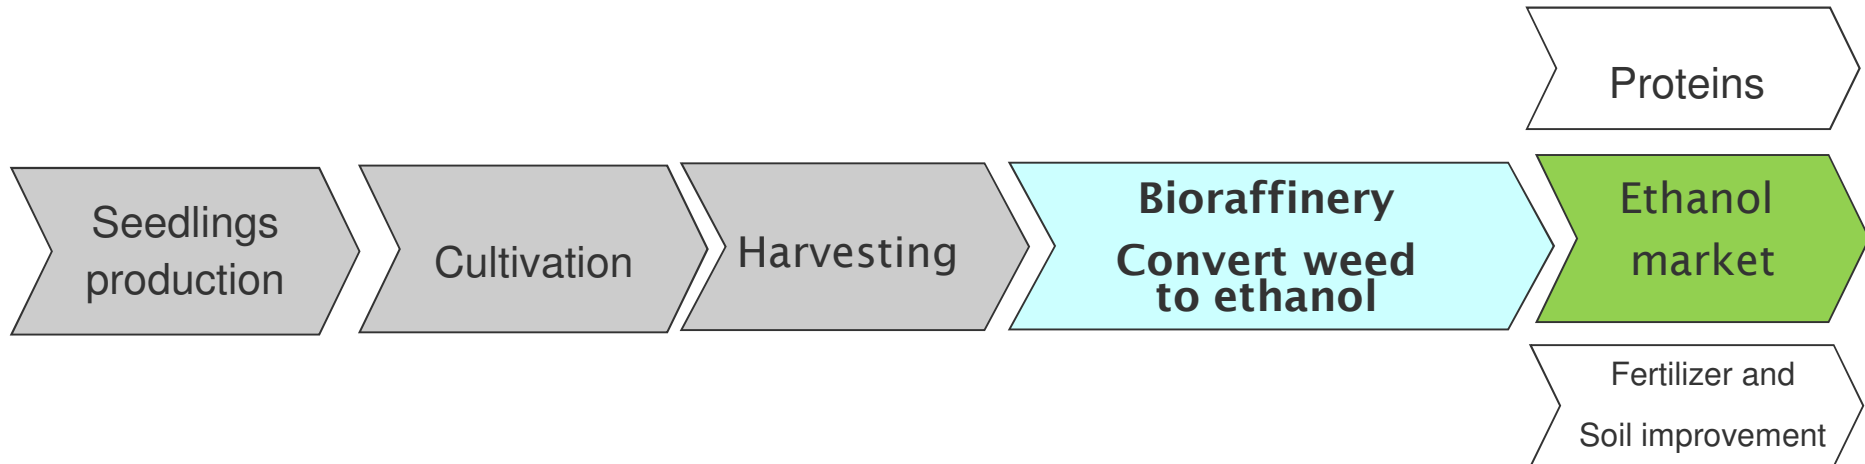 Seedlings
production
Cultivation
Harvesting
Bioraffinery
Convert weed
to ethanol
Proteins
Ethanol
market
Fertilizer and
Soil improvement